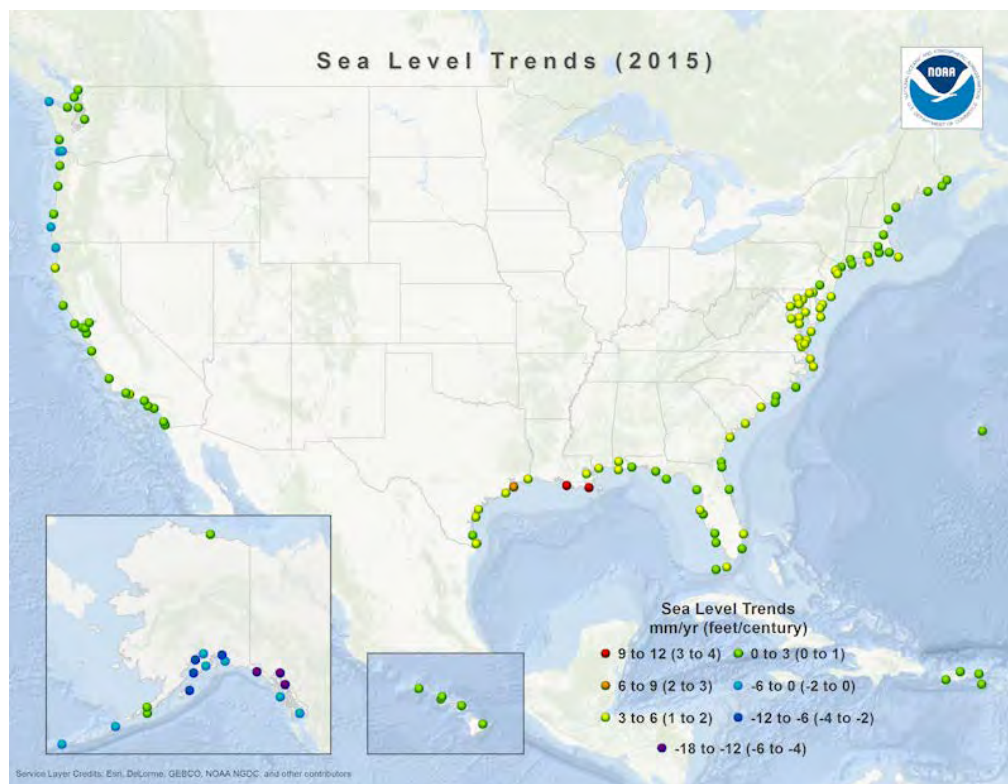 Sea Level Trends (2015)
NOAA
Sea Level Trends
mm/yr (feet/century)
9 to 12 (3 to 4)
0 to 3 (0 to 1)
6 to 9 (2 to 3)
-6 to 0 (-2 to 0)
3 to 6 (1 to 2)
-12 to -6 (-4 to -2)
-18 to -12 (-6 to -4)
Service Layer Credits: Esri, DeLorme, GEBCO, NOAA NGDC, and other contributors